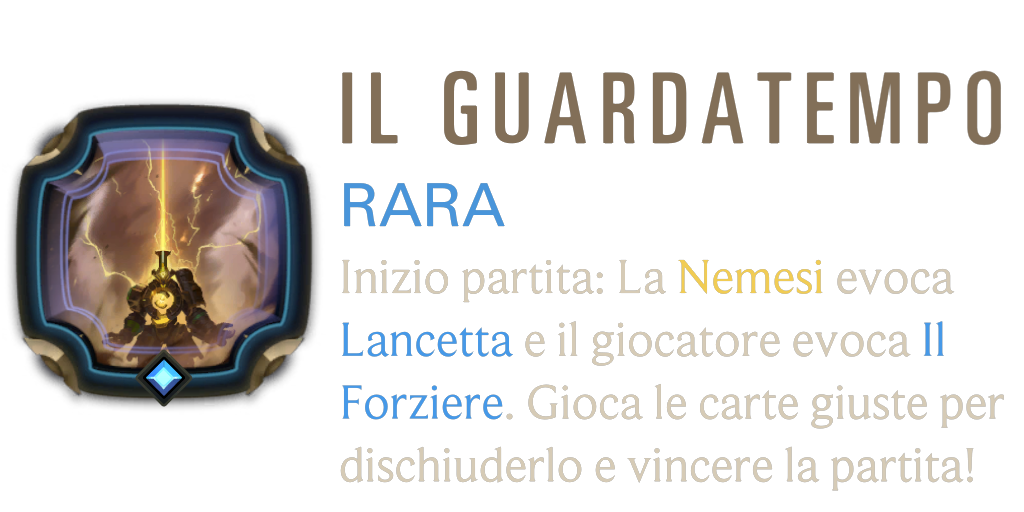 IL GUARDATEMPO
RARA
Inizio partita: La Nemesi evoca
Lancetta e il giocatore evoca Il
Forziere. Gioca le carte giuste per
dischiuderlo e vincere la partita!